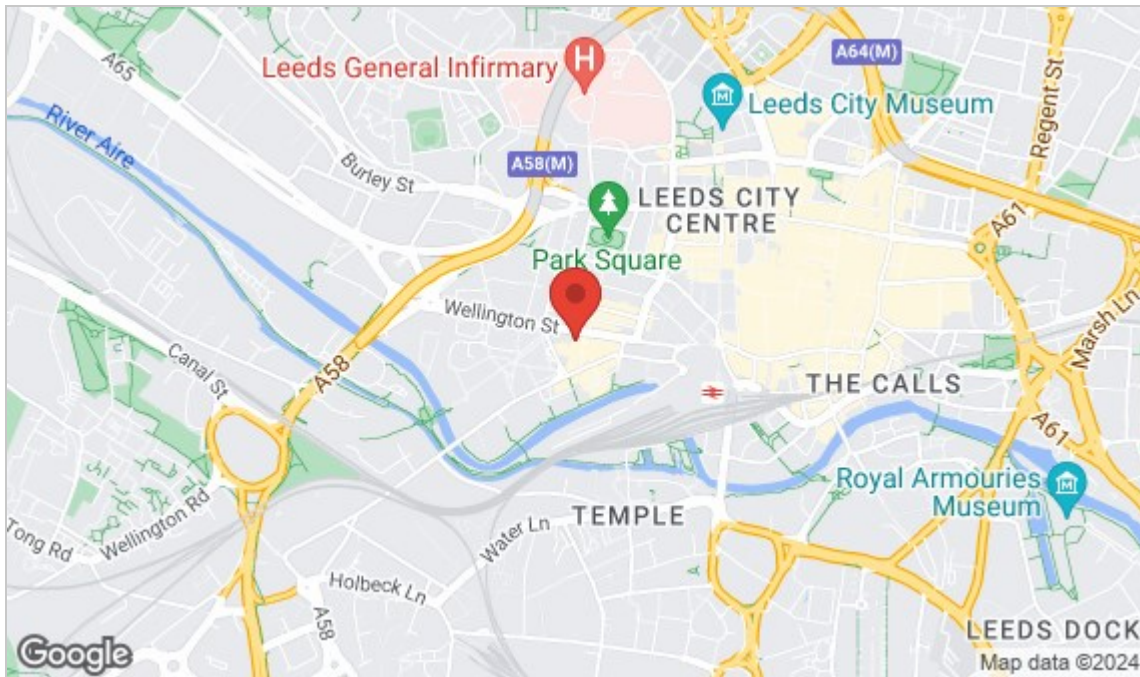 A65
Leeds General Infirmary
H
A64(M)
Regent St
Leeds City Museum
River Aire
Burley St
A58(M)
LEEDS CITY
CENTRE
A61
Park Square
Wellington St
Canal St
A58
Marsh Ln
THE CALLS
A61
Royal Armouries
Museum
Wellington Rd
Tong Rd
TEMPLE
Water Ln
Holbeck Ln
A58
LEEDS DOCK
Google
Map data ©2024